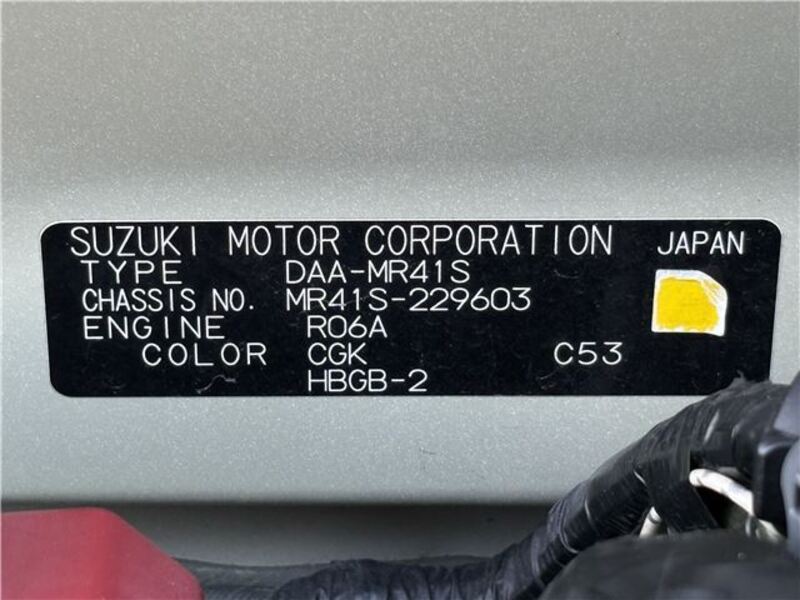 SUZUKI MOTOR CORPORATION JAPAN
TYPE DAA-MR41S
CHASSIS NO. MR41S-229603
ENGINE R06A
COLOR CGK C53
HBGB-2